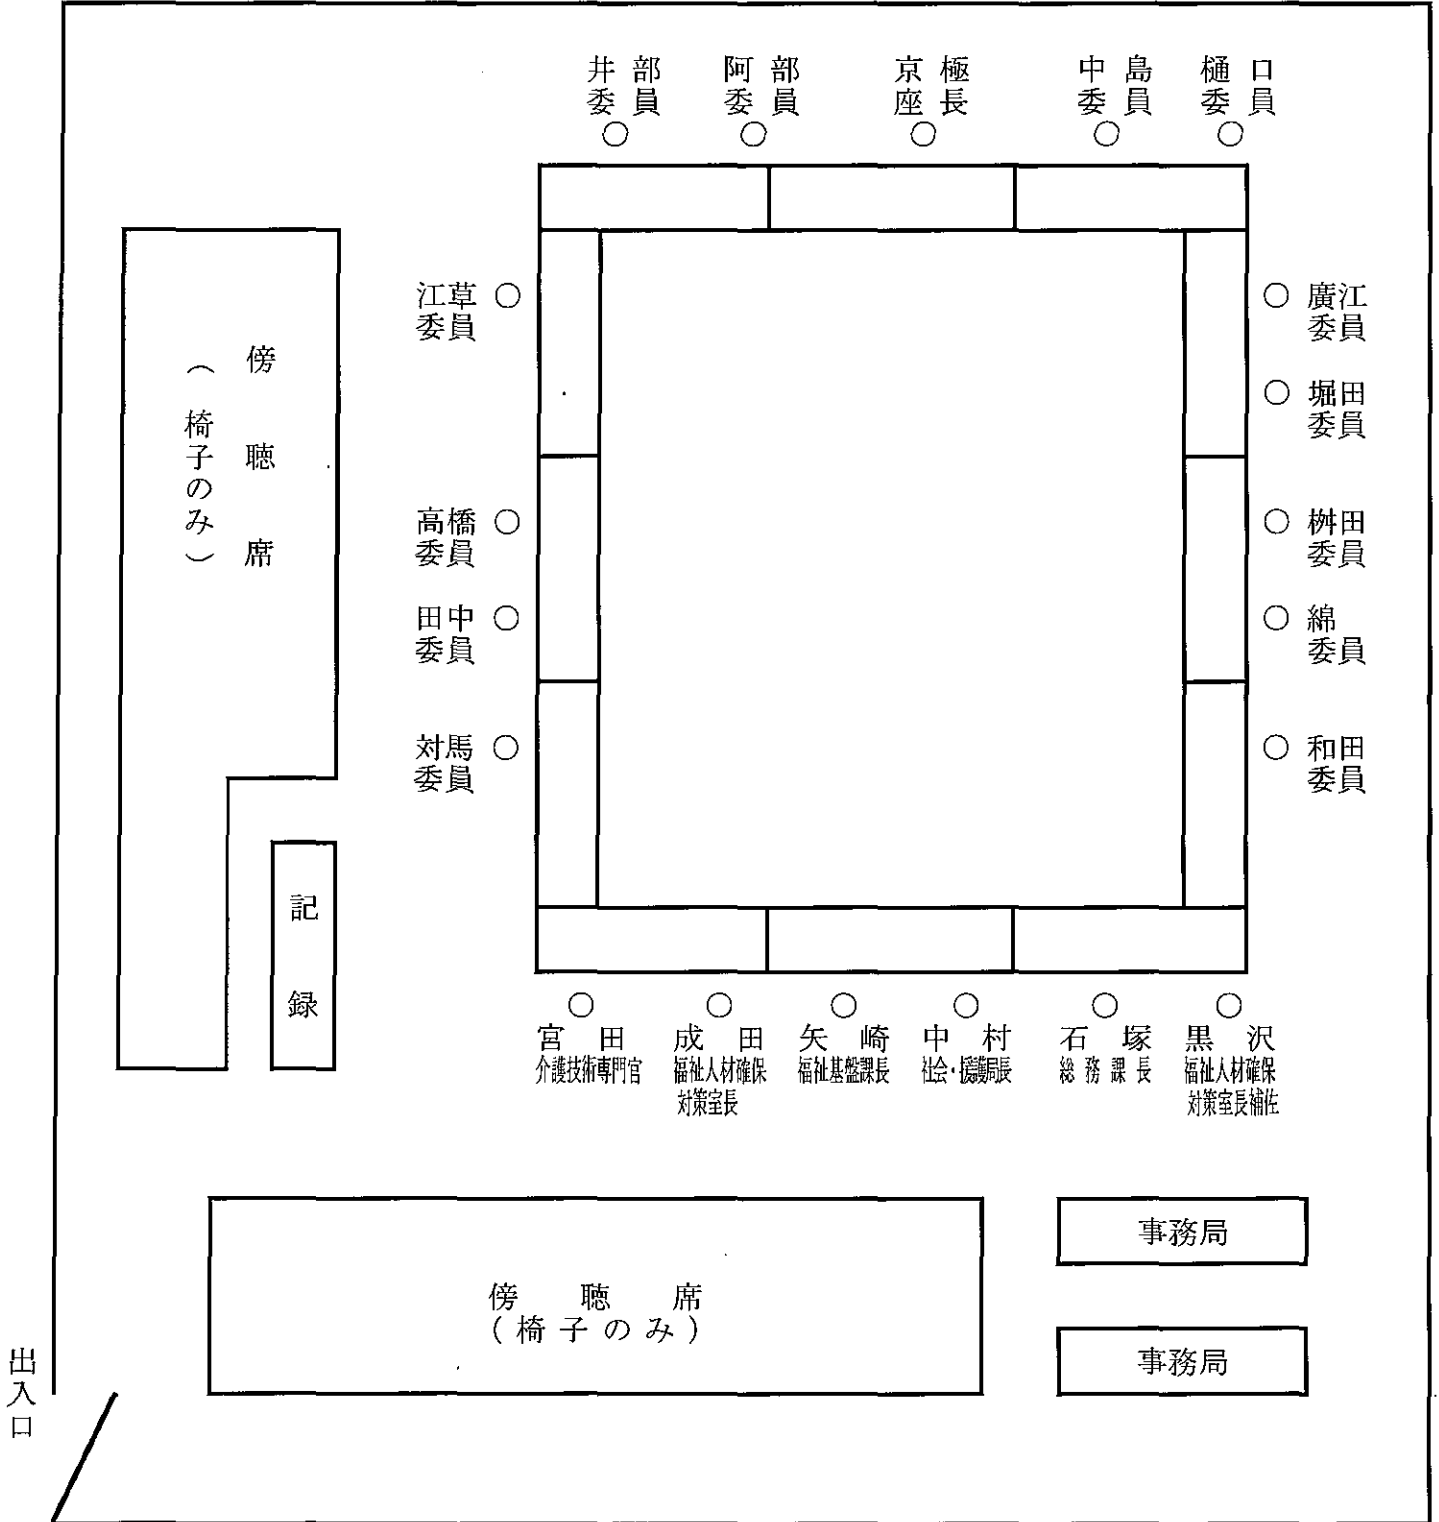 井部委員
阿部委員
京極座長
中島委員
樋口委員
江草委員
高橋委員
田中委員
対馬委員
廣江委員
堀田委員
桝田委員
綿委員
和田委員
傍聴席
(椅子のみ)
記録
宮田
介護技術専門官
成田
福祉人材確保
対策室長
矢崎
福祉基盤課長
中村
社会・援護局長
石塚
総務課長
黒沢
福祉人材確保
対策室長補佐
傍聴席
(椅子のみ)
事務局
事務局
出入口